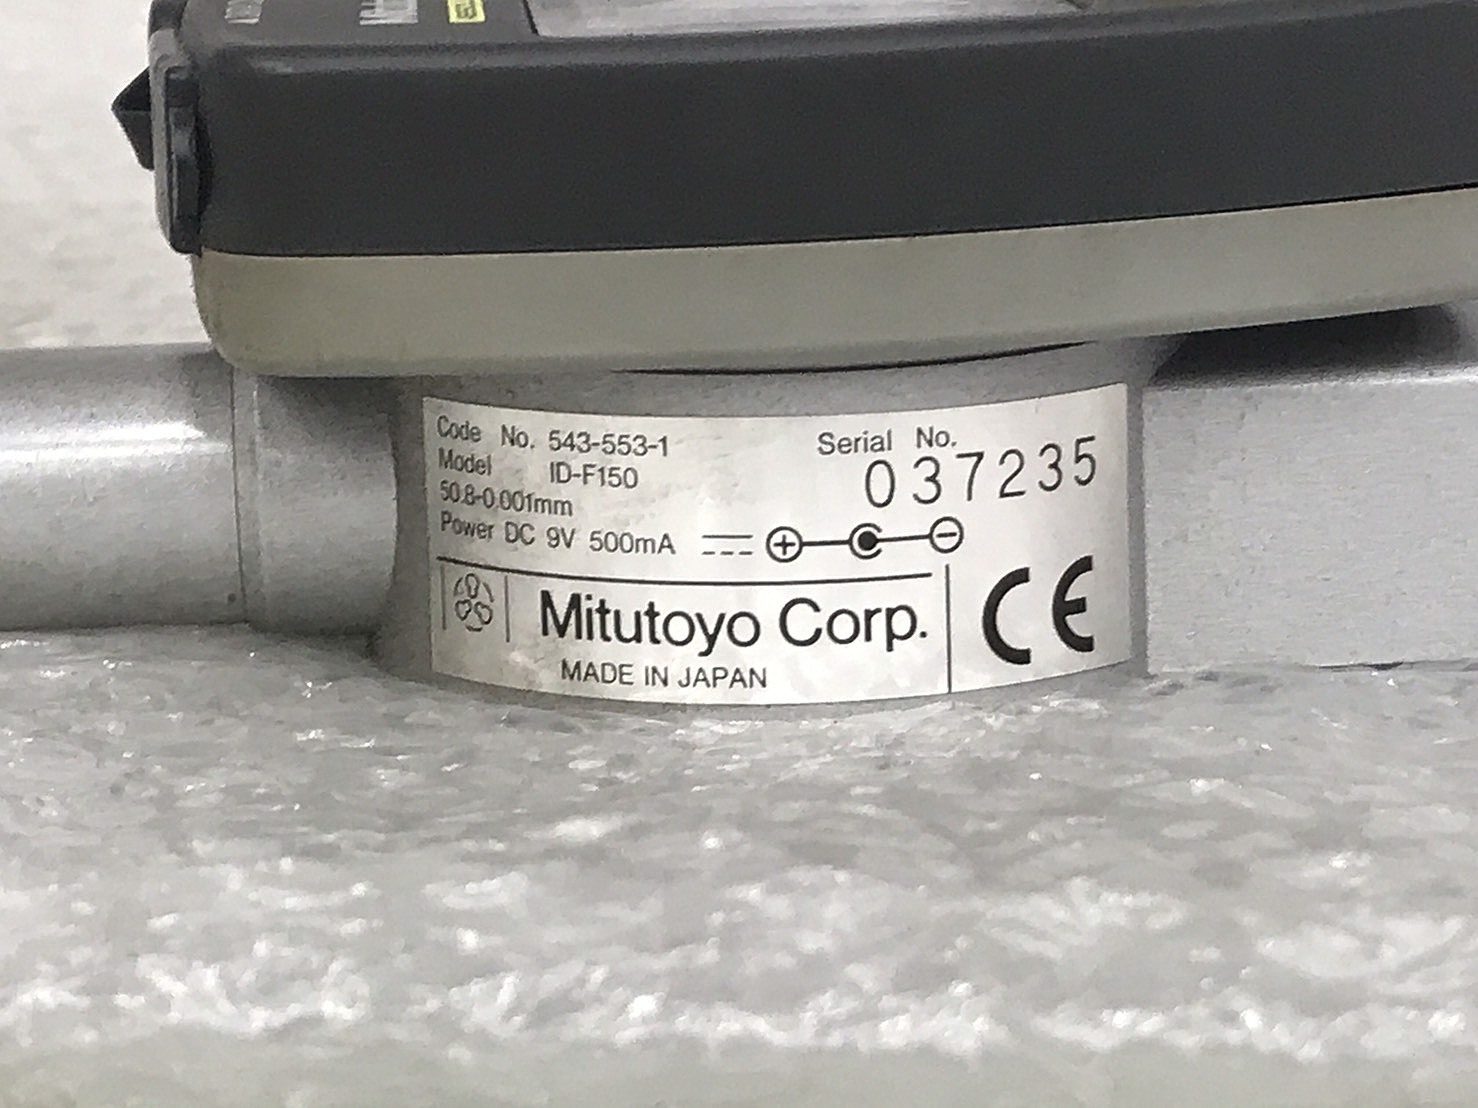 Code No. 543-553-1
Model ID-F150
50.8-0.001mm
Power DC 9V 500mA
Serial No.
037235
Mitutoyo Corp.
MADE IN JAPAN
CE